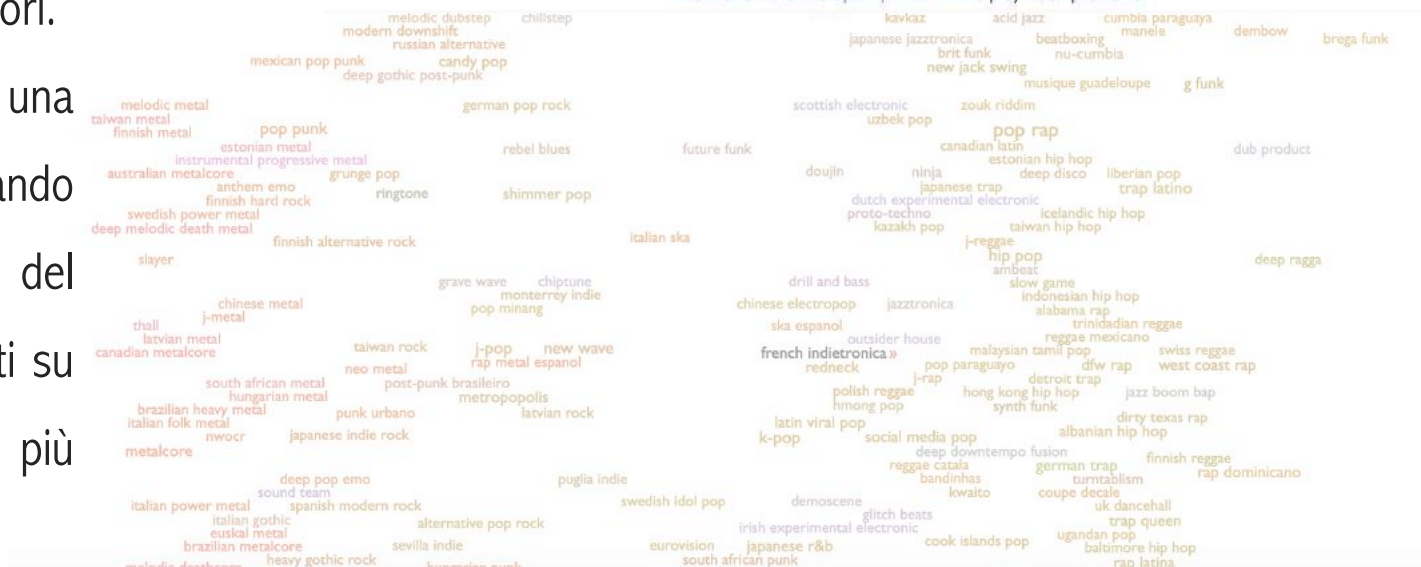 ori.
una
ando
del
ti su
più
melodic dubstep chillstep kavkaz acid jazz cumbia paraguaya
modern downshift manele dembow
japanese jazztronica beatboxing brega funk
russian alternative
brit funk nu-cumbia
mexican pop punk candy pop
new jack swing
deep gothic post-punk
musique guadeloupe g funk
melodic metal german pop rock scottish electronic zouk riddim
taiwan metal uzbek pop
finnish metal pop punk pop rap
estonian metal rebel blues future funk canadian latin dub product
instrumental progressive metal estonian hip hop
australian metalcore grunge pop doujin ninja deep disco liberian pop
anthem emo ringtone shimmer pop japanese trap trap latino
finnish hard rock dutch experimental electronic
swedish power metal proto-techno icelandic hip hop
deep melodic death metal kazakh pop taiwan hip hop
finnish alternative rock italian ska j-reggae
slayer hip pop deep ragga
ambeat
grave wave chiptune drill and bass slow game
monterrey indie indonesian hip hop
chinese metal pop minang chinese electropop jazztronica alabama rap
j-metal
thall ska espanol trinidadian reggae
latvian metal outsider house reggae mexicano
canadian metalcore taiwan rock j-pop new wave french indietronica» malaysian tamil pop swiss reggae
neo metal rap metal espanol redneck pop paraguayo dfw rap west coast rap
south african metal post-punk brasileiro j-rap detroit trap
hungarian metal metropopolis polish reggae hong kong hip hop jazz boom bap
brazilian heavy metal punk urbano latvian rock hmong pop synth funk
italian folk metal latin viral pop dirty texas rap
nwocr japanese indie rock k-pop social media pop albanian hip hop
metalcore deep downtempo fusion finnish reggae
reggae catala german trap
deep pop emo puglia indie bandinhas turntablism rap dominicano
sound team kwaito coupe decale
italian power metal spanish modern rock swedish idol pop demoscene uk dancehall
italian gothic alternative pop rock glitch beats trap queen
euskal metal irish experimental electronic ugandan pop
brazilian metalcore sevilla indie eurovision japanese r&b cook islands pop baltimore hip hop
heavy gothic rock south african punk rap latina